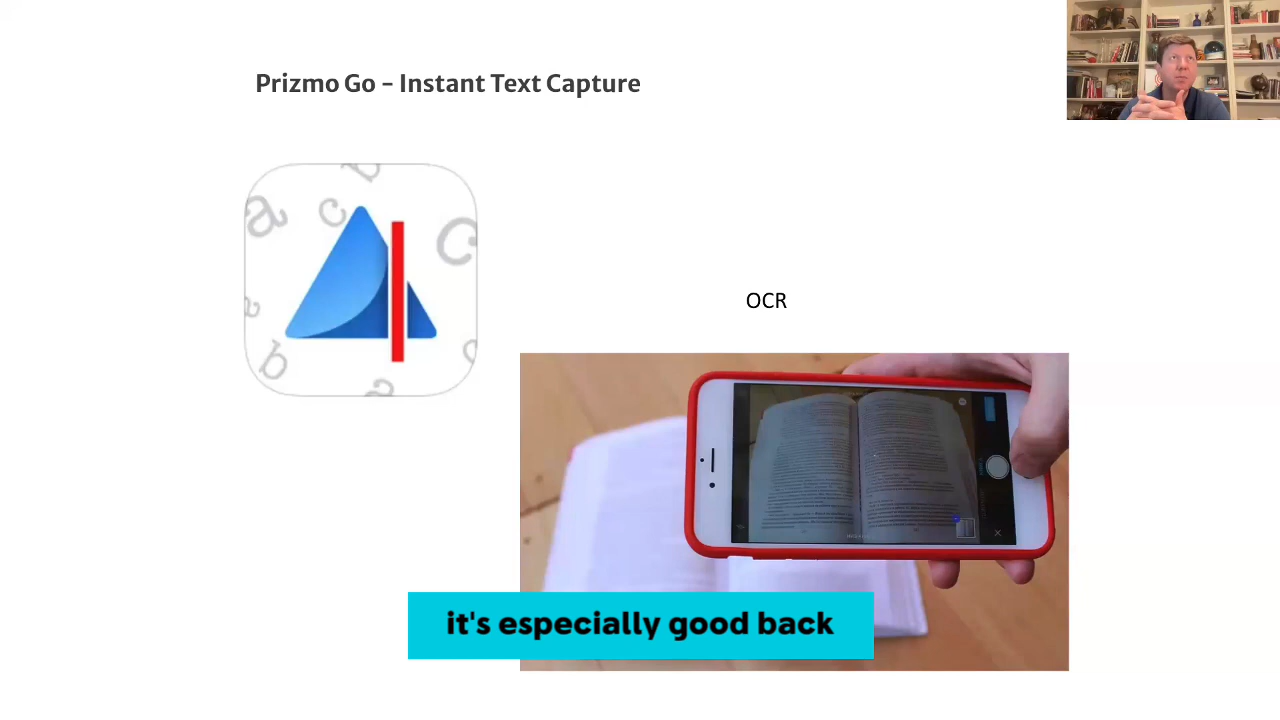 Prizmo Go – Instant Text Capture
OCR
it's especially good back